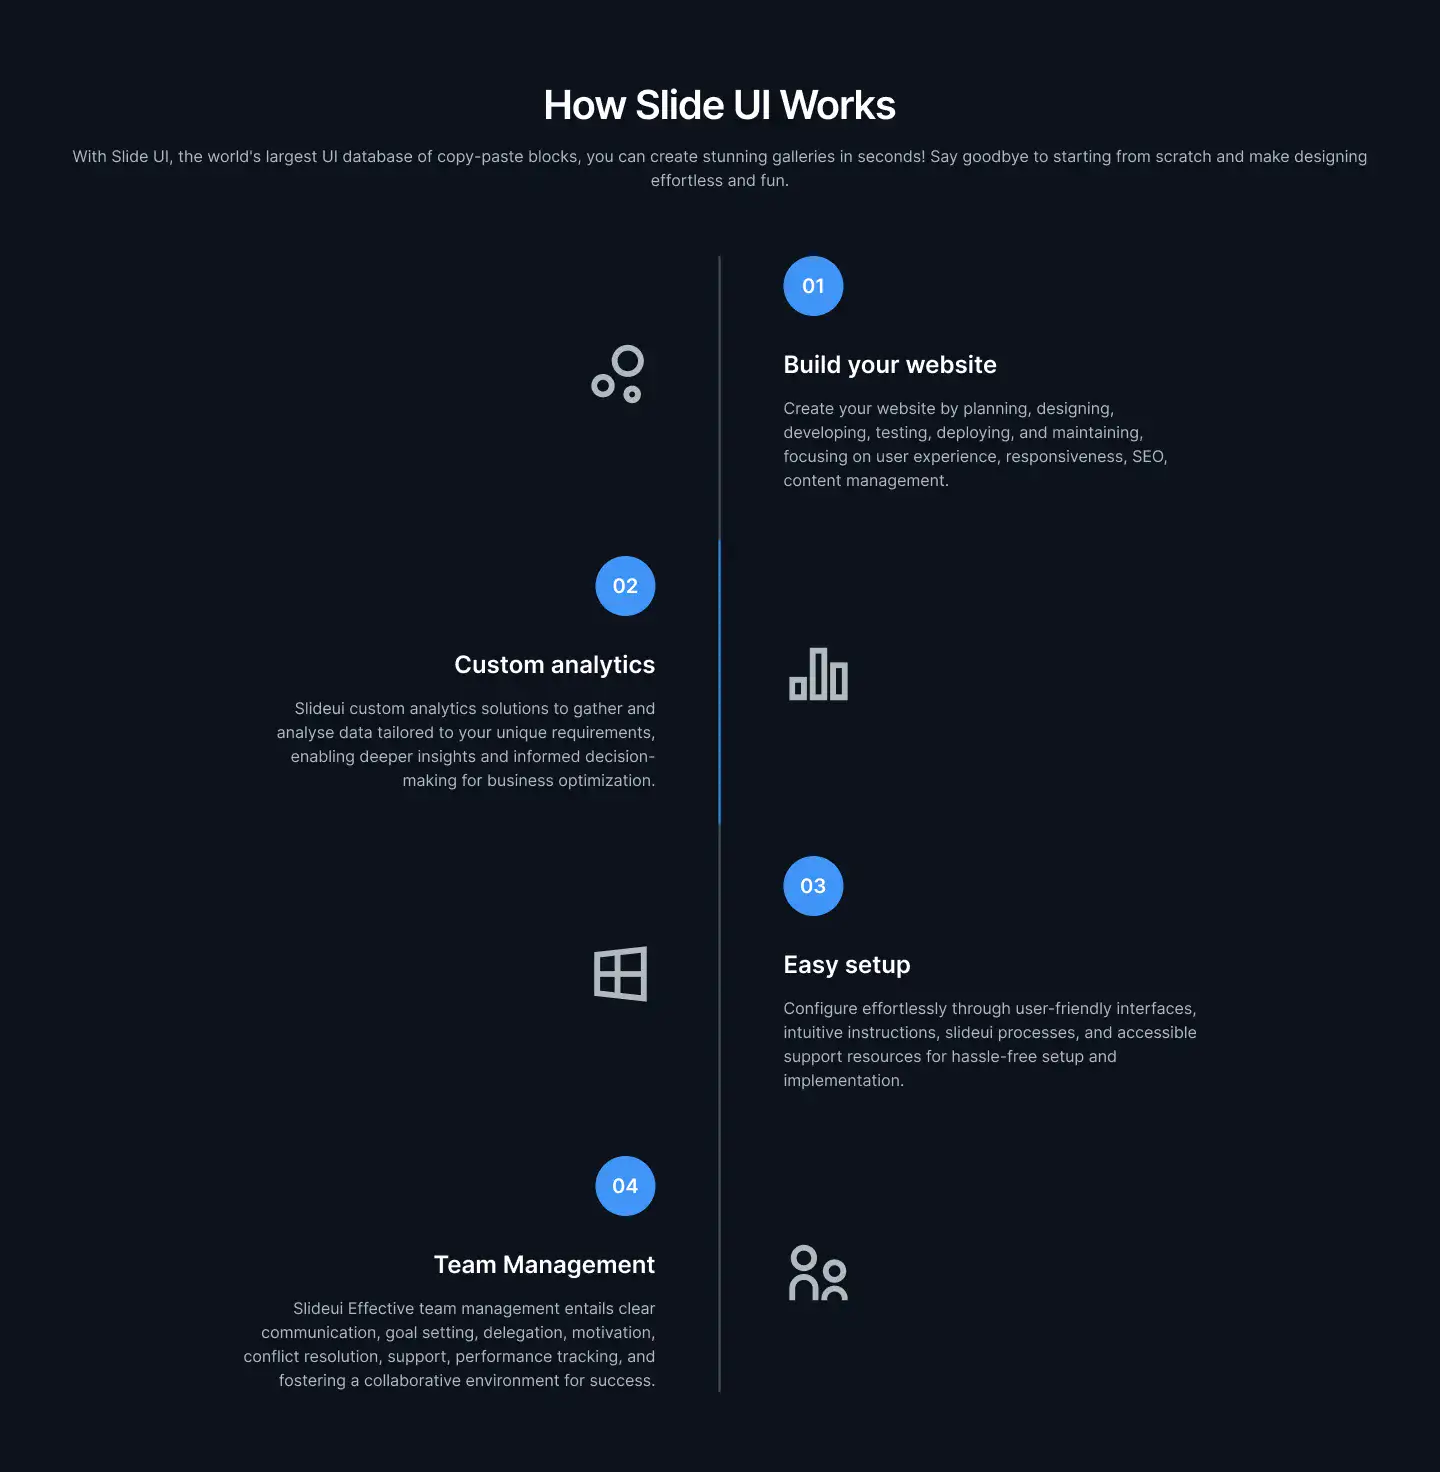 How Slide UI Works
With Slide UI, the world's largest UI database of copy-paste blocks, you can create stunning galleries in seconds! Say goodbye to starting from scratch and make designing
effortless and fun.
01
Build your website
Create your website by planning, designing,
developing, testing, deploying, and maintaining,
focusing on user experience, responsiveness, SEO,
content management.
02
Custom analytics
Slideui custom analytics solutions to gather and
analyse data tailored to your unique requirements,
enabling deeper insights and informed decision-
making for business optimization.
03
Easy setup
Configure effortlessly through user-friendly interfaces,
intuitive instructions, slideui processes, and accessible
support resources for hassle-free setup and
implementation.
04
Team Management
Slideui Effective team management entails clear
communication, goal setting, delegation, motivation,
conflict resolution, support, performance tracking, and
fostering a collaborative environment for success.